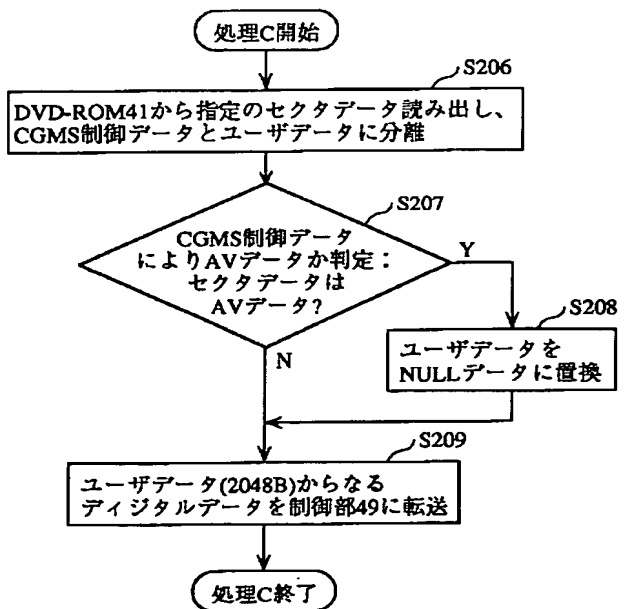 処理C開始
S206
DVD-ROM41から指定のセクタデータ読み出し、
CGMS制御データとユーザデータに分離
S207
CGMS制御データ
によりAVデータか判定：
セクタデータは
AVデータ?
Y
S208
ユーザデータを
NULLデータに置換
N
S209
ユーザデータ(2048B)からなる
ディジタルデータを制御部49に転送
処理C終了